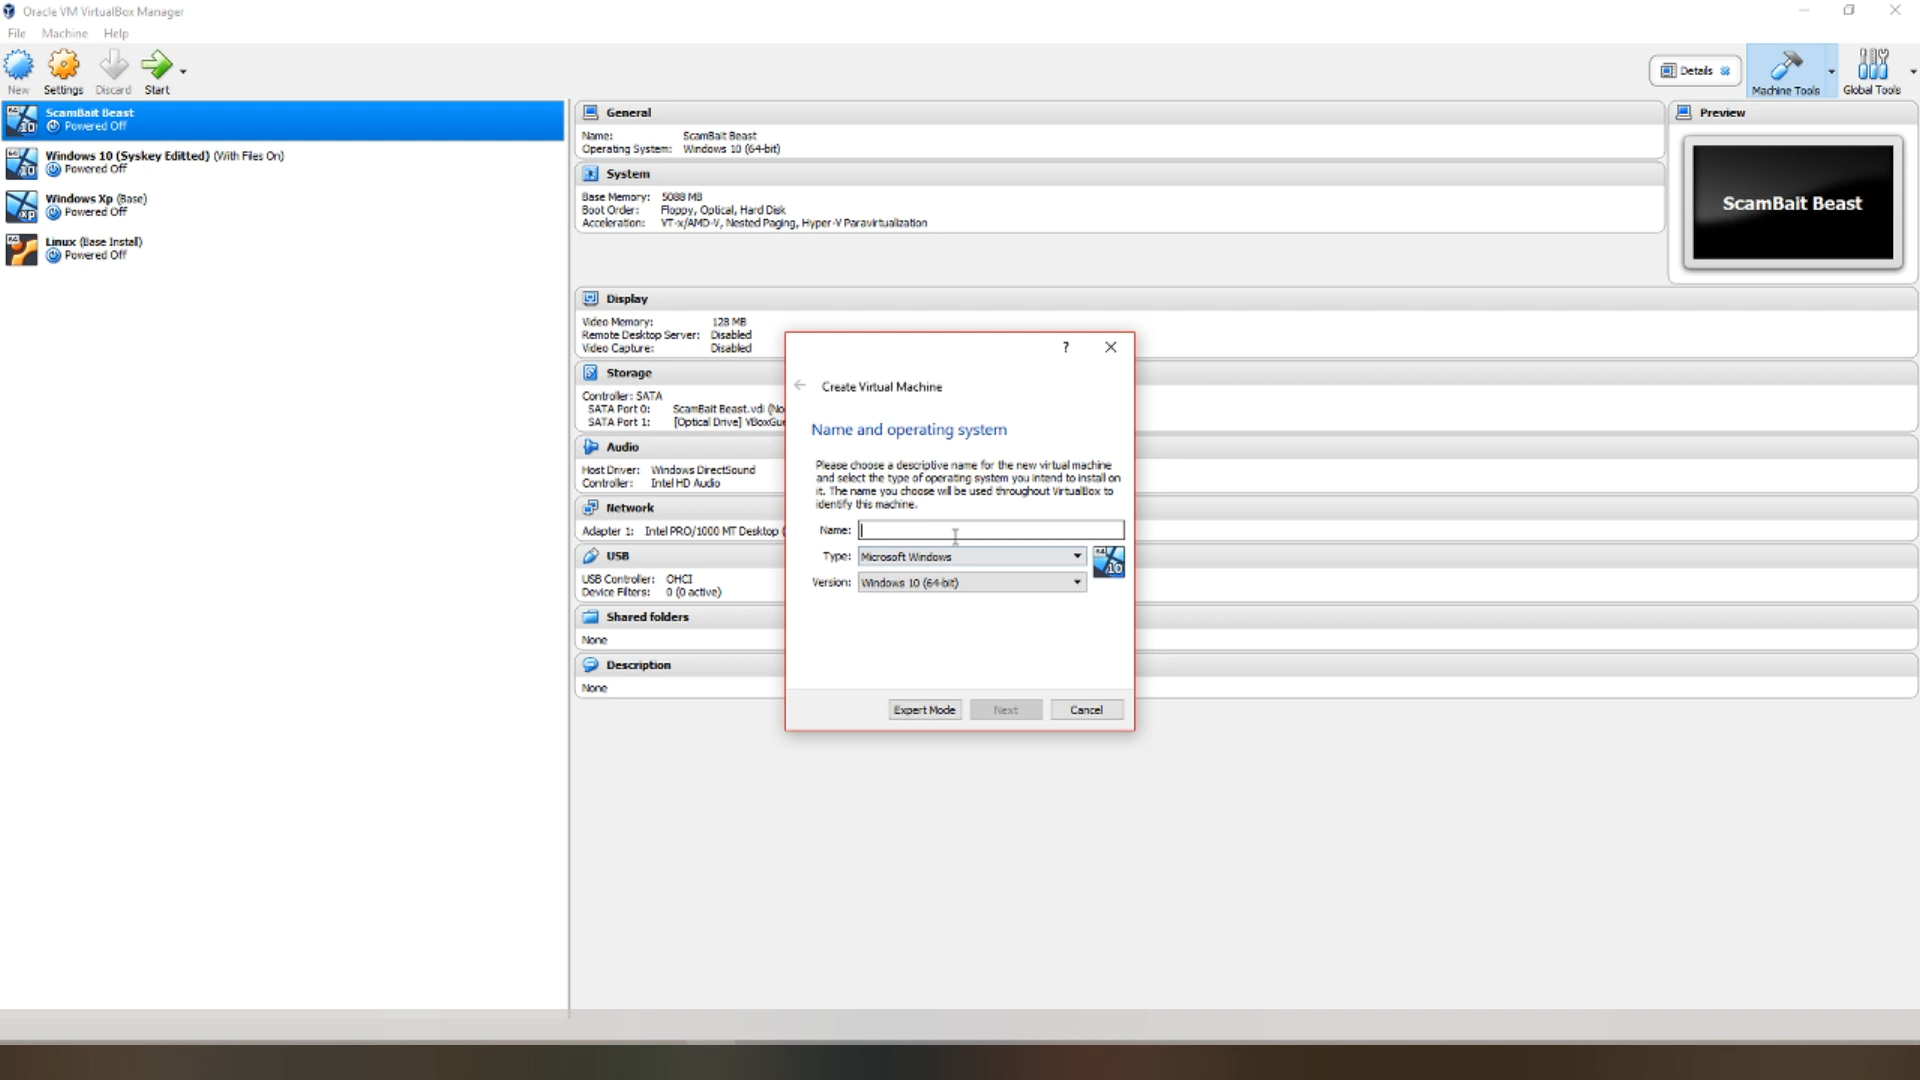 Oracle VM VirtualBox Manager
File Machine Help
New Settings Discard Start
Details
Machine Tools
Global Tools
ScamBait Beast
Powered Off
Windows 10 (Syskey Editted) (With Files On)
Powered Off
Windows Xp (Base)
Powered Off
Linux (Base Install)
Powered Off
General
Name: ScamBait Beast
Operating System: Windows 10 (64-bit)
System
Base Memory: 5088 MB
Boot Order: Floppy, Optical, Hard Disk
Acceleration: VT-x/AMD-V, Nested Paging, Hyper-V Paravirtualization
Preview
ScamBait Beast
Display
Video Memory: 128 MB
Remote Desktop Server: Disabled
Video Capture: Disabled
Storage
Controller: SATA
SATA Port 0: ScamBait Beast.vdi (No
SATA Port 1: [Optical Drive] VBoxGue
Audio
Host Driver: Windows DirectSound
Controller: Intel HD Audio
Network
Adapter 1: Intel PRO/1000 MT Desktop (
USB
USB Controller: OHCI
Device Filters: 0 (0 active)
Shared folders
None
Description
None
?
Create Virtual Machine
Name and operating system
Please choose a descriptive name for the new virtual machine
and select the type of operating system you intend to install on
it. The name you choose will be used throughout VirtualBox to
identify this machine.
Name:
Type: Microsoft Windows
Version: Windows 10 (64-bit)
64
10
Expert Mode Next Cancel